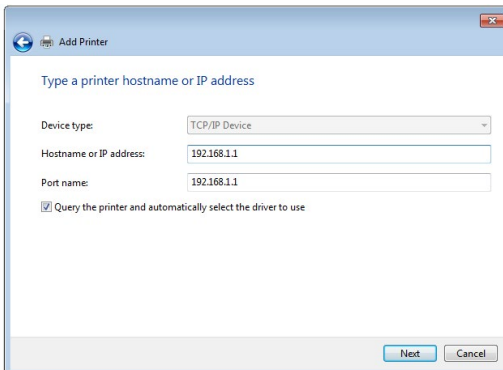 Add Printer
Type a printer hostname or IP address
Device type: TCP/IP Device
Hostname or IP address: 192.168.1.1
Port name: 192.168.1.1
Query the printer and automatically select the driver to use
Next Cancel